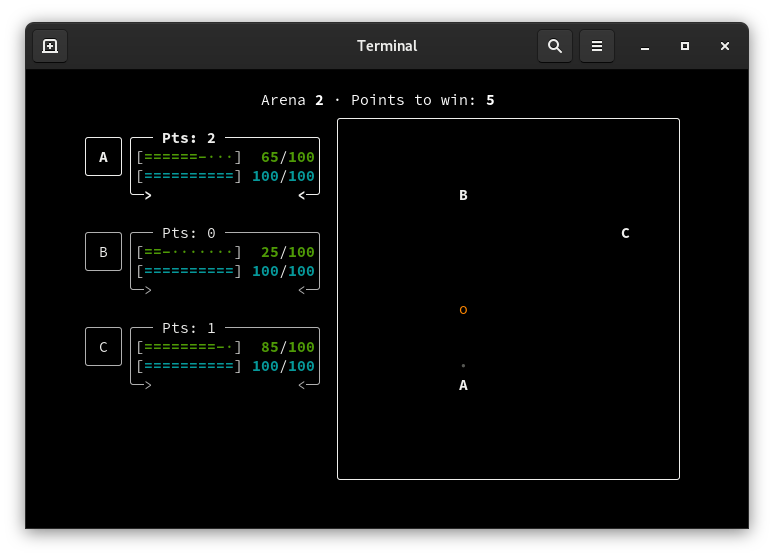 Terminal
Arena 2 · Points to win: 5
A
Pts: 2
[======-···] 65/100
[==========] 100/100
> <
B
Pts: 0
[==-·······] 25/100
[==========] 100/100
> <
C
Pts: 1
[========-·] 85/100
[==========] 100/100
> <
B
C
o
·
A